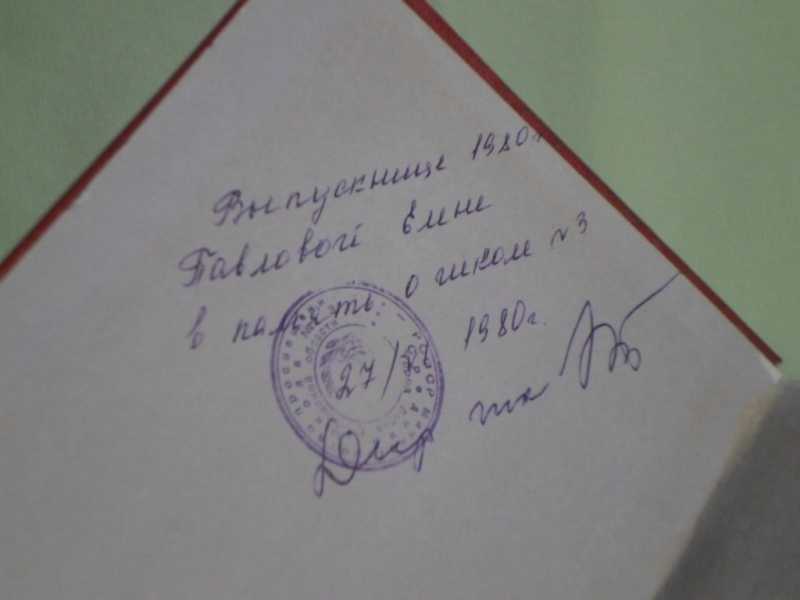 Выпускнице 1980г.
Павловой Елене
в память о школе №3
1980г.
Дир шк